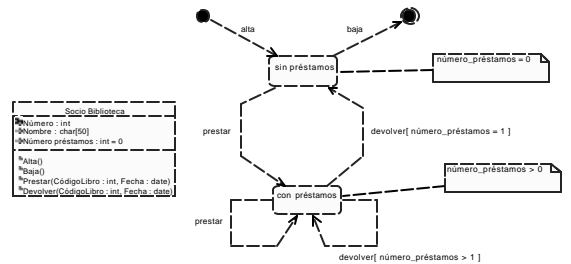 alta
baja
sin préstamos
número_préstamos = 0
prestar
devolver[ número_préstamos = 1 ]
Socio Biblioteca
Número : int
Nombre : char[50]
Número préstamos : int = 0
Alta()
Baja()
Prestar(CódigoLibro : int, Fecha : date)
Devolver(CódigoLibro : int, Fecha : date)
con préstamos
número_préstamos > 0
prestar
devolver[ número_préstamos > 1 ]